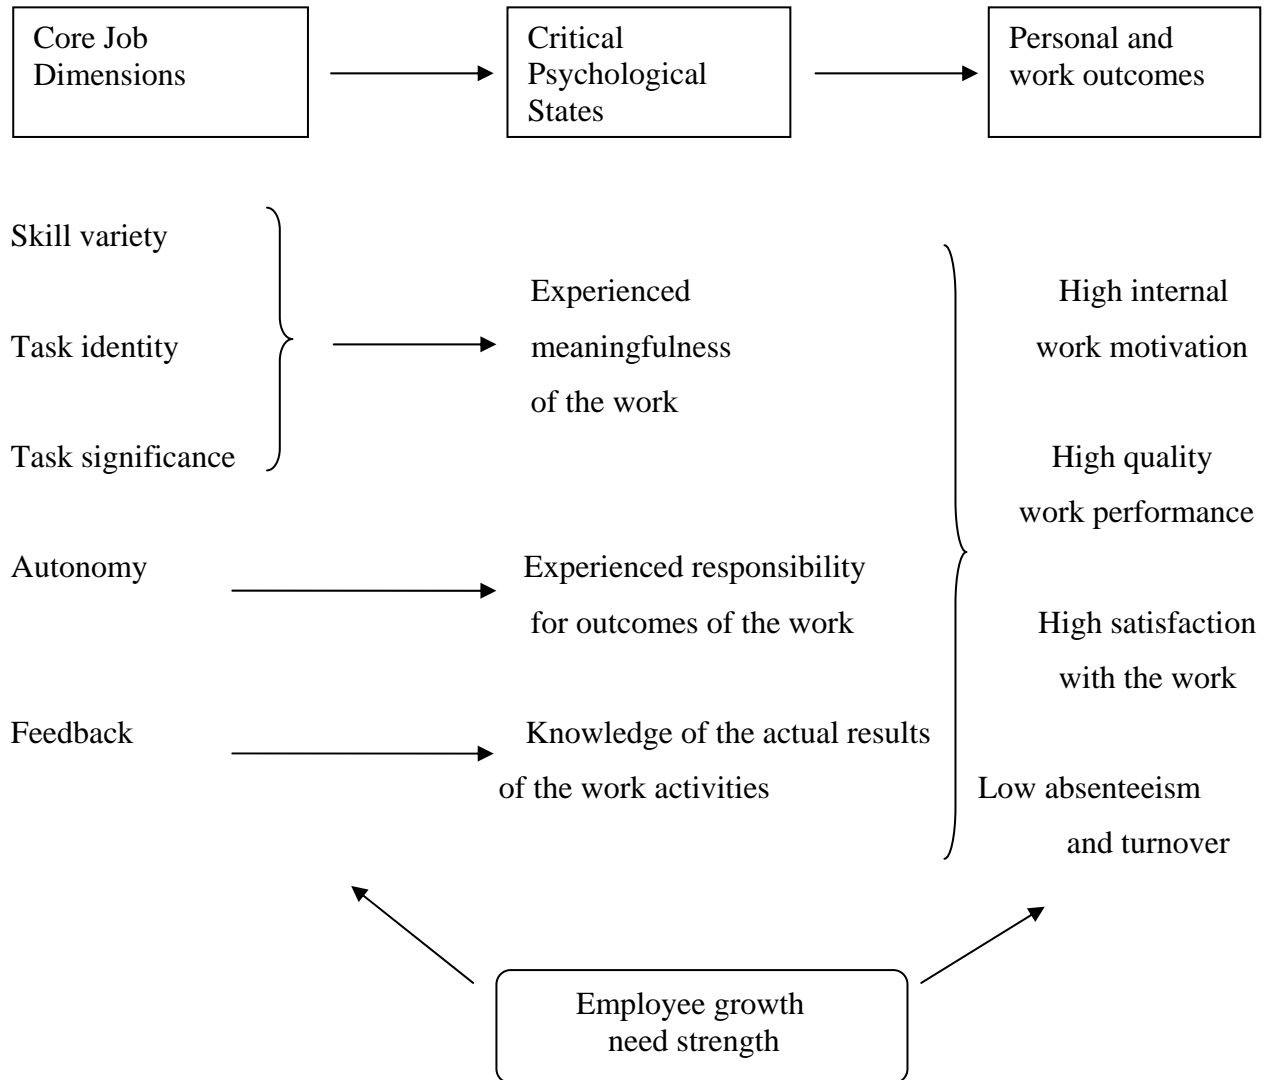 Core Job
Dimensions
Critical
Psychological
States
Personal and
work outcomes
Skill variety
Task identity
Task significance
Experienced
meaningfulness
of the work
Autonomy
Experienced responsibility
for outcomes of the work
Feedback
Knowledge of the actual results
of the work activities
High internal
work motivation
High quality
work performance
High satisfaction
with the work
Low absenteeism
and turnover
Employee growth
need strength